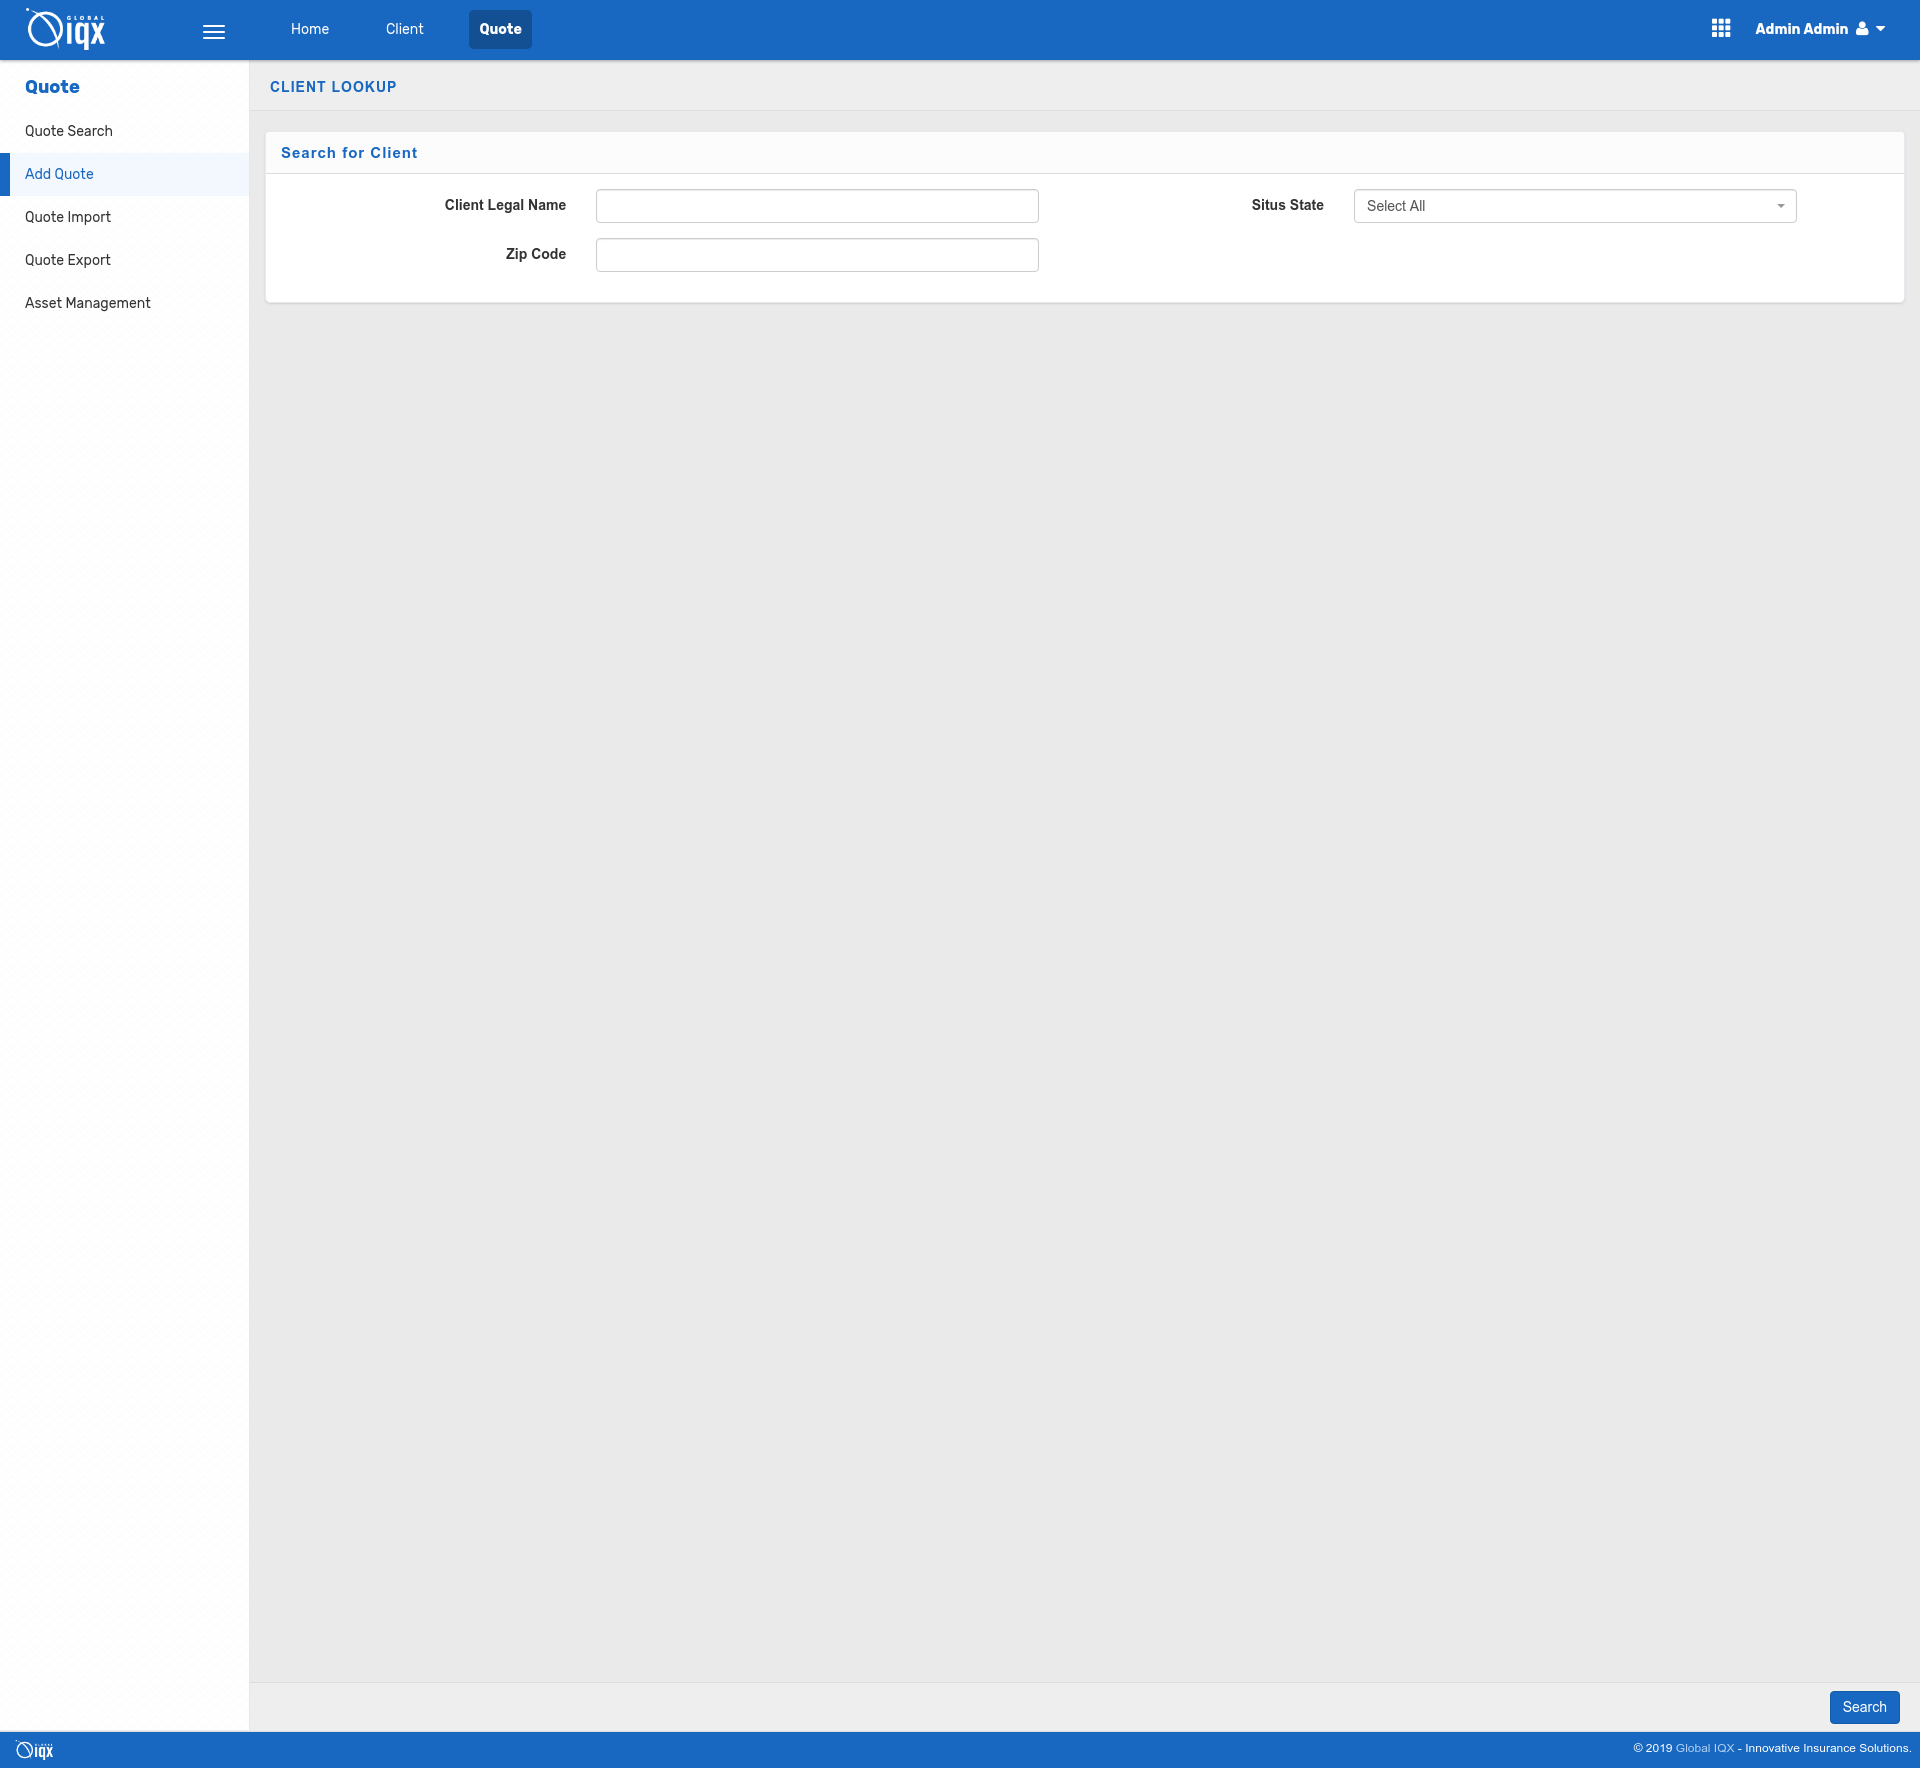 GLOBAL
iqx
Home
Client
Quote
Admin Admin
Quote
Quote Search
Add Quote
Quote Import
Quote Export
Asset Management
CLIENT LOOKUP
Search for Client
Client Legal Name
Situs State
Select All
Zip Code
Search
GLOBAL
iqx
© 2019 Global IQX - Innovative Insurance Solutions.